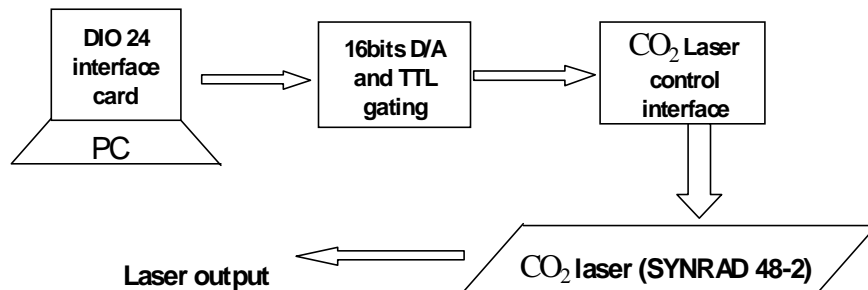 DIO 24
interface
card
PC
16bits D/A
and TTL
gating
CO₂ Laser
control
interface
CO₂ laser (SYNRAD 48-2)
Laser output